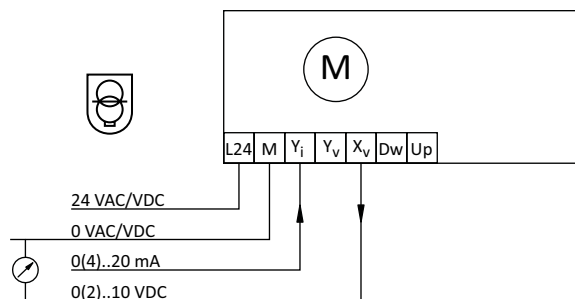 M
L24 M Yi Yv Xv Dw Up
24 VAC/VDC
0 VAC/VDC
0(4)..20 mA
0(2)..10 VDC